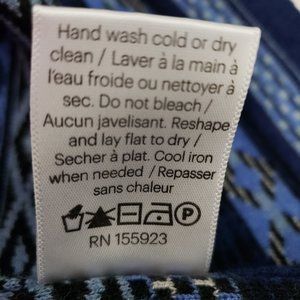 Hand wash cold or dry
clean / Laver à la main à
l'eau froide ou nettoyer à
sec. Do not bleach /
Aucun javelisant. Reshape
and lay flat to dry /
Secher à plat. Cool iron
when needed / Repasser
sans chaleur
P
RN 155923